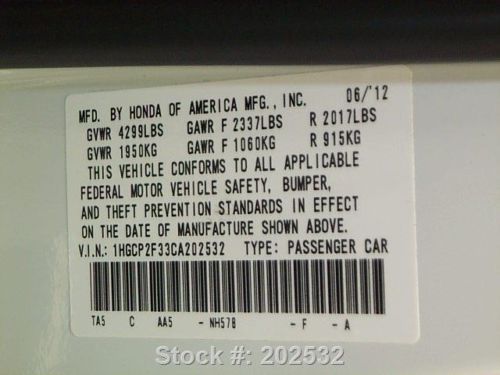 MFD. BY HONDA OF AMERICA MFG., INC. 06/'12
GVWR 4299LBS GAWR F 2337LBS R 2017LBS
GVWR 1950KG GAWR F 1060KG R 915KG
THIS VEHICLE CONFORMS TO ALL APPLICABLE
FEDERAL MOTOR VEHICLE SAFETY, BUMPER,
AND THEFT PREVENTION STANDARDS IN EFFECT
ON THE DATE OF MANUFACTURE SHOWN ABOVE.
V.I.N.: 1HGCP2F33CA202532 TYPE: PASSENGER CAR
TA5 C AA5 - NH578 - F - A
Stock #: 202532